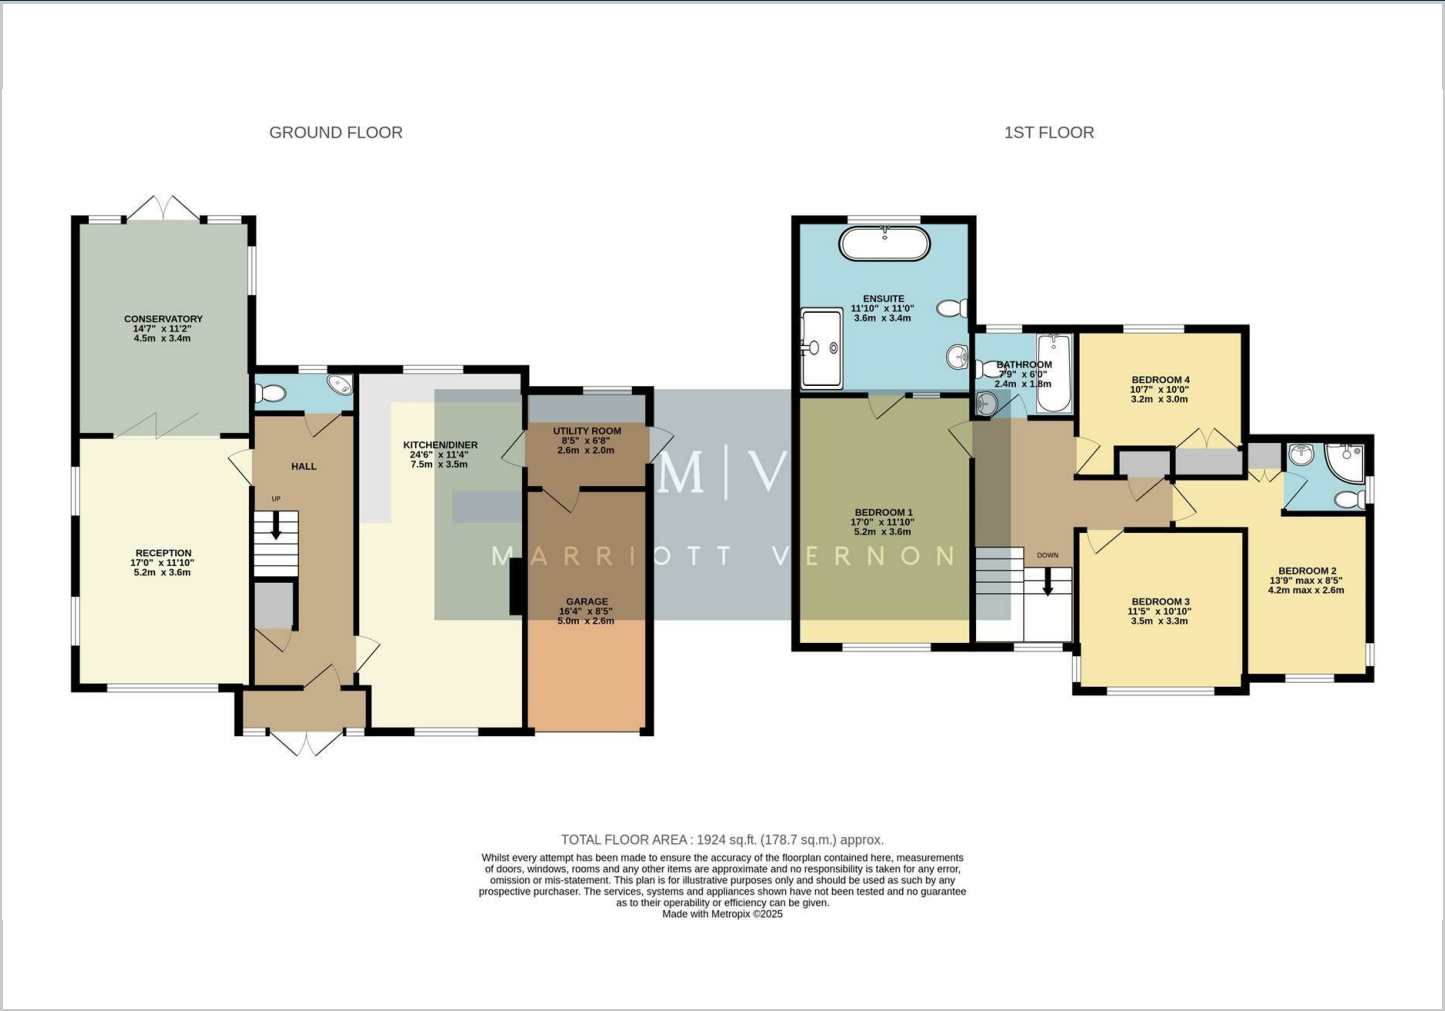 GROUND FLOOR
1ST FLOOR
CONSERVATORY
14'7" x 11'2"
4.5m x 3.4m
HALL
UP
RECEPTION
17'0" x 11'10"
5.2m x 3.6m
KITCHEN/DINER
24'6" x 11'4"
7.5m x 3.5m
UTILITY ROOM
8'5" x 6'8"
2.6m x 2.0m
GARAGE
16'4" x 8'5"
5.0m x 2.6m
M|V
MARRIOTT VERNON
ENSUITE
11'10" x 11'0"
3.6m x 3.4m
BATHROOM
7'9" x 6'0"
2.4m x 1.8m
BEDROOM 4
10'7" x 10'0"
3.2m x 3.0m
BEDROOM 1
17'0" x 11'10"
5.2m x 3.6m
DOWN
BEDROOM 3
11'5" x 10'10"
3.5m x 3.3m
BEDROOM 2
13'9" max x 8'5"
4.2m max x 2.6m
TOTAL FLOOR AREA : 1924 sq.ft. (178.7 sq.m.) approx.
Whilst every attempt has been made to ensure the accuracy of the floorplan contained here, measurements
of doors, windows, rooms and any other items are approximate and no responsibility is taken for any error,
omission or mis-statement. This plan is for illustrative purposes only and should be used as such by any
prospective purchaser. The services, systems and appliances shown have not been tested and no guarantee
as to their operability or efficiency can be given.
Made with Metropix ©2025